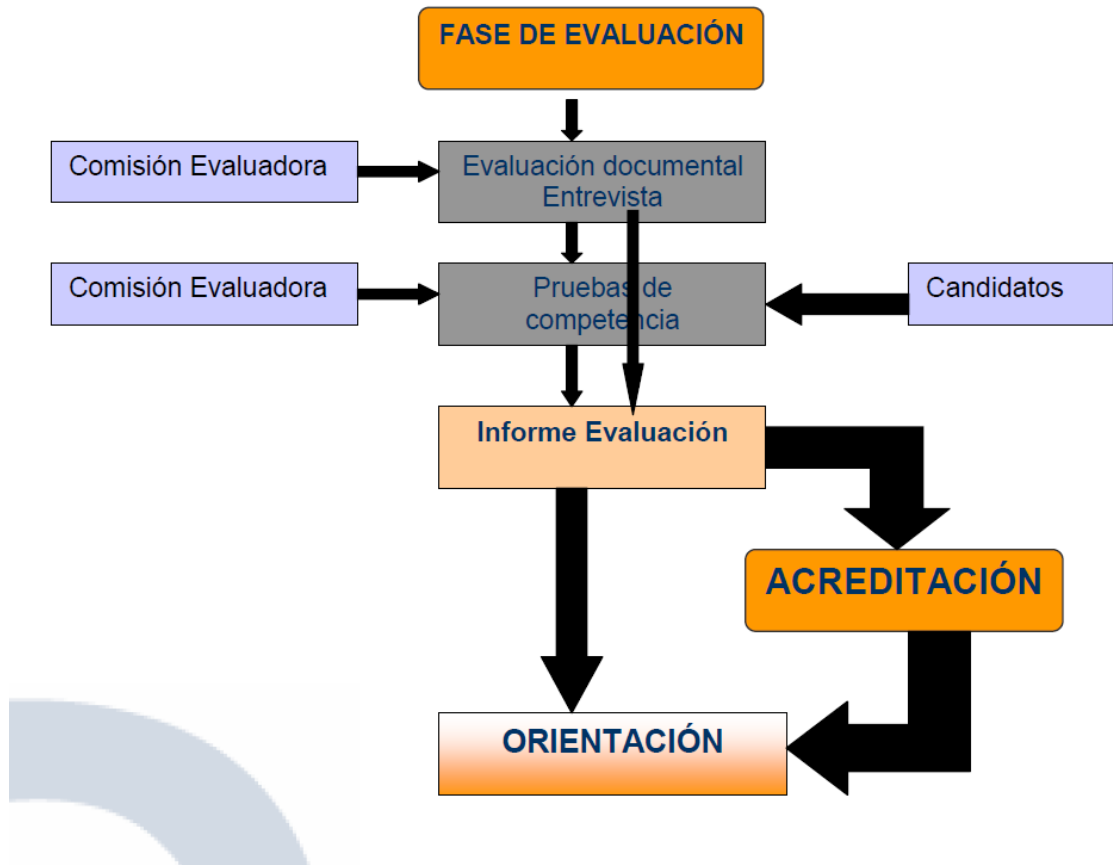 FASE DE EVALUACIÓN
Comisión Evaluadora
Evaluación documental
Entrevista
Comisión Evaluadora
Pruebas de
competencia
Candidatos
Informe Evaluación
ACREDITACIÓN
ORIENTACIÓN